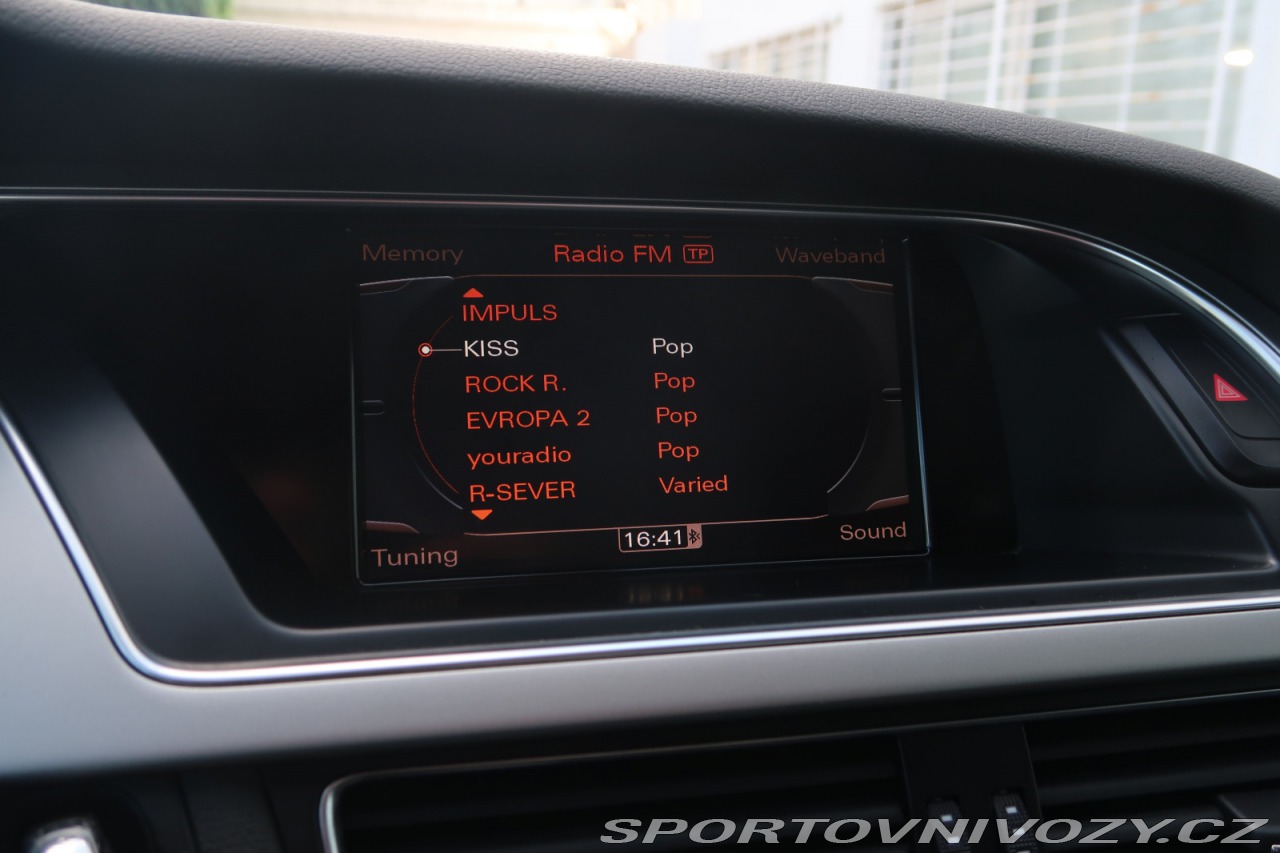 Memory Radio FM TP Waveband
IMPULS
KISS Pop
ROCK R. Pop
EVROPA 2 Pop
youradio Pop
R-SEVER Varied
Tuning 16:41 Sound
SPORTOVNIVOZY.CZ